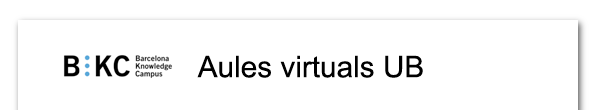 B:KC Barcelona
Knowledge
Campus
Aules virtuals UB